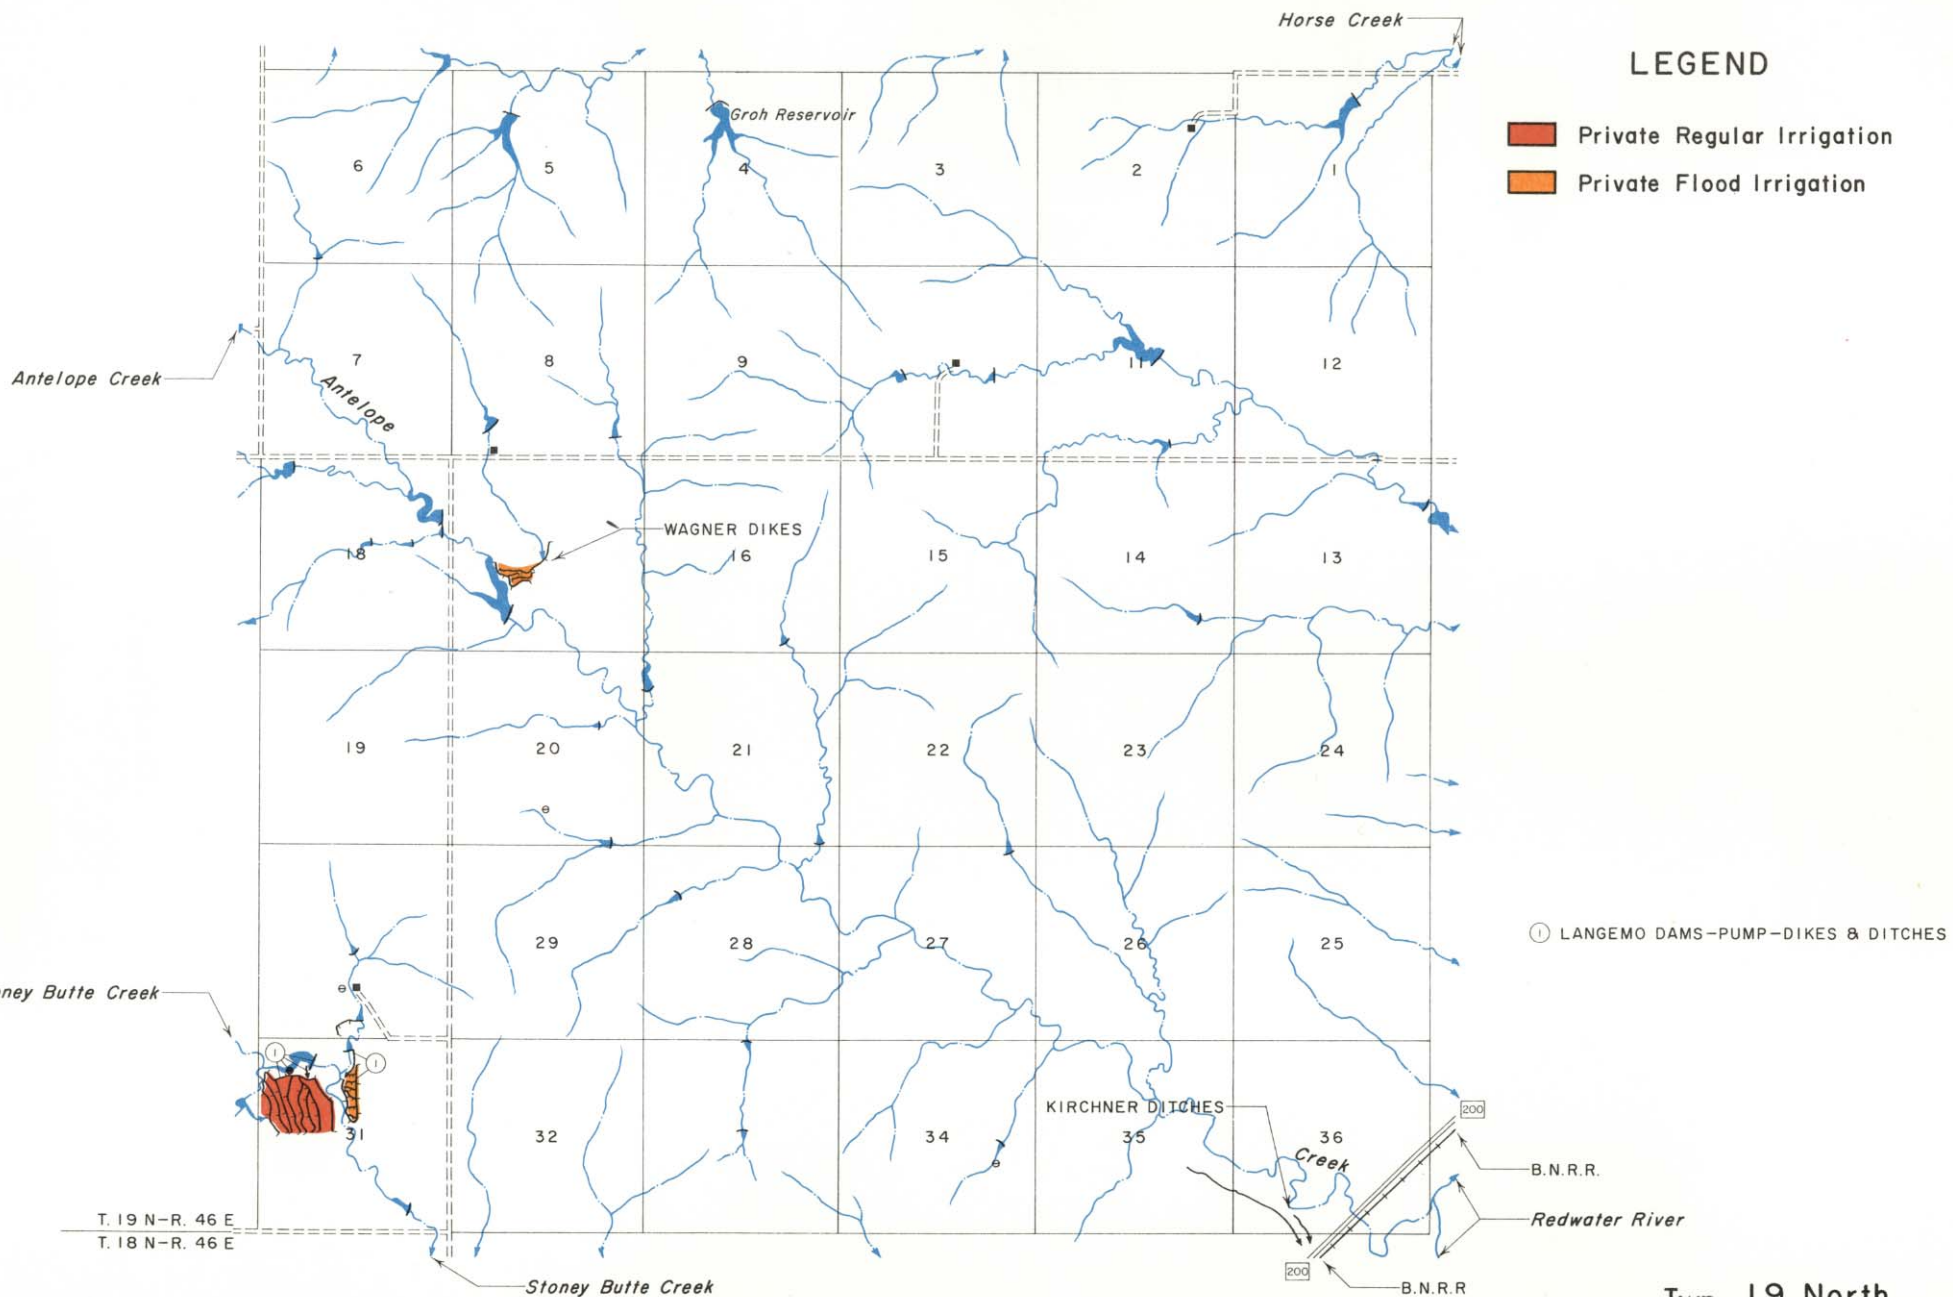 Horse Creek
LEGEND
Private Regular Irrigation
Private Flood Irrigation
Groh Reservoir
6 5 4 3 2 1
Antelope Creek
Antelope
7 8 9 11 12
WAGNER DIKES
18 16 15 14 13
19 20 21 22 23 24
29 28 27 26 25
1 LANGEMO DAMS-PUMP-DIKES & DITCHES
ney Butte Creek
1 1
200
KIRCHNER DITCHES
31 32 34 35 36
Creek
B.N.R.R.
T. 19 N-R. 46 E
Redwater River
T. 18 N-R. 46 E
200
Stoney Butte Creek
B.N.R.R
19 North